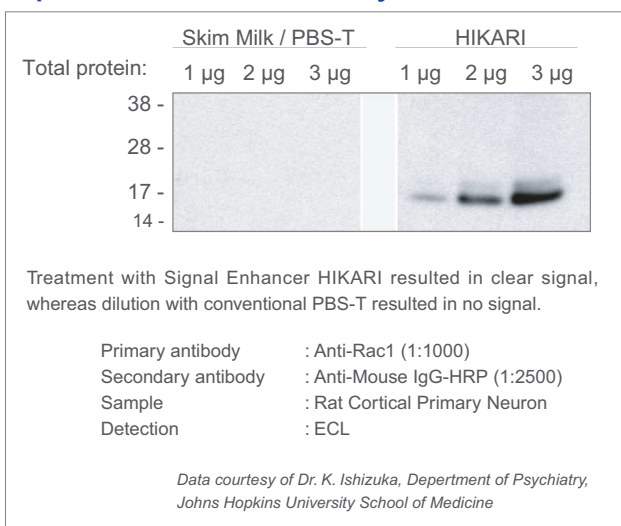 Skim Milk / PBS-T HIKARI
Total protein: 1 µg 2 µg 3 µg 1 µg 2 µg 3 µg
38 -
28 -
17 -
14 -
Treatment with Signal Enhancer HIKARI resulted in clear signal,
whereas dilution with conventional PBS-T resulted in no signal.
Primary antibody : Anti-Rac1 (1:1000)
Secondary antibody : Anti-Mouse IgG-HRP (1:2500)
Sample : Rat Cortical Primary Neuron
Detection : ECL
Data courtesy of Dr. K. Ishizuka, Depertment of Psychiatry,
Johns Hopkins University School of Medicine